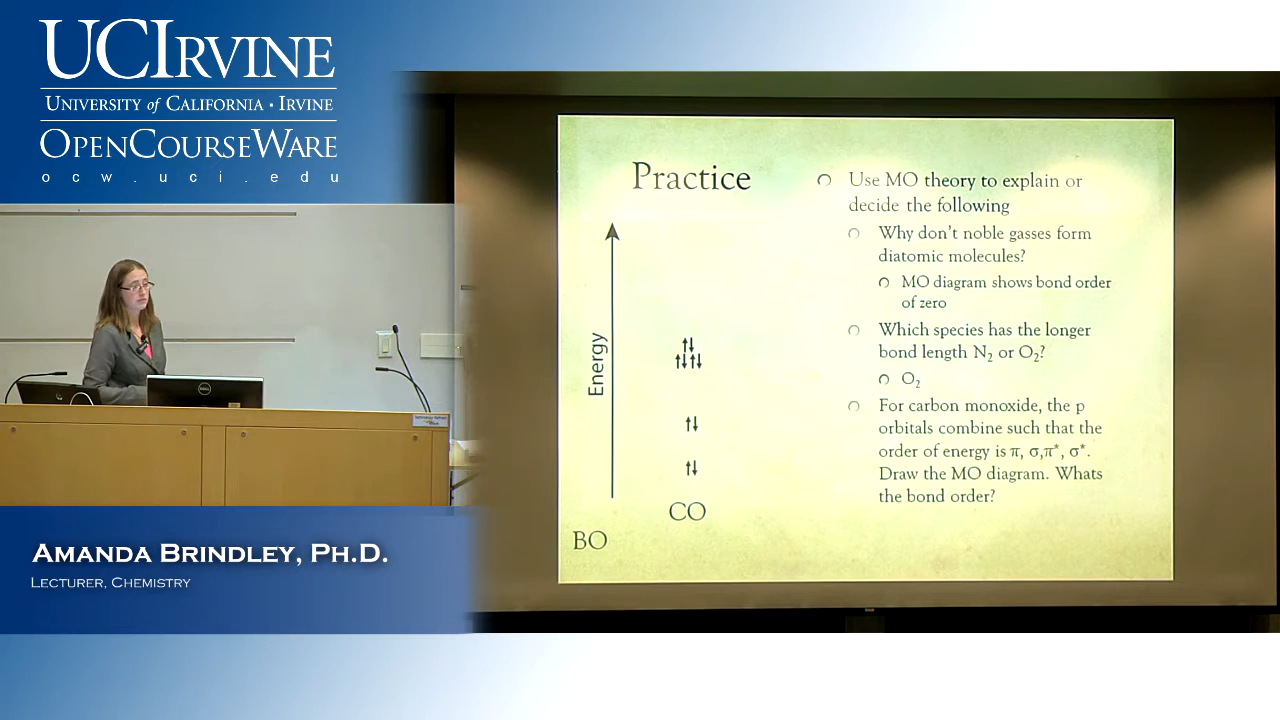 UCIRVINE
UNIVERSITY of CALIFORNIA • IRVINE
OPENCOURSEWARE
ocw.uci.edu
Practice
Energy
CO
BO
Use MO theory to explain or
decide the following
Why don't noble gasses form
diatomic molecules?
MO diagram shows bond order
of zero
Which species has the longer
bond length N₂ or O₂?
O₂
For carbon monoxide, the p
orbitals combine such that the
order of energy is π, σ,π*, σ*.
Draw the MO diagram. Whats
the bond order?
DELL
AMANDA BRINDLEY, PH.D.
LECTURER, CHEMISTRY